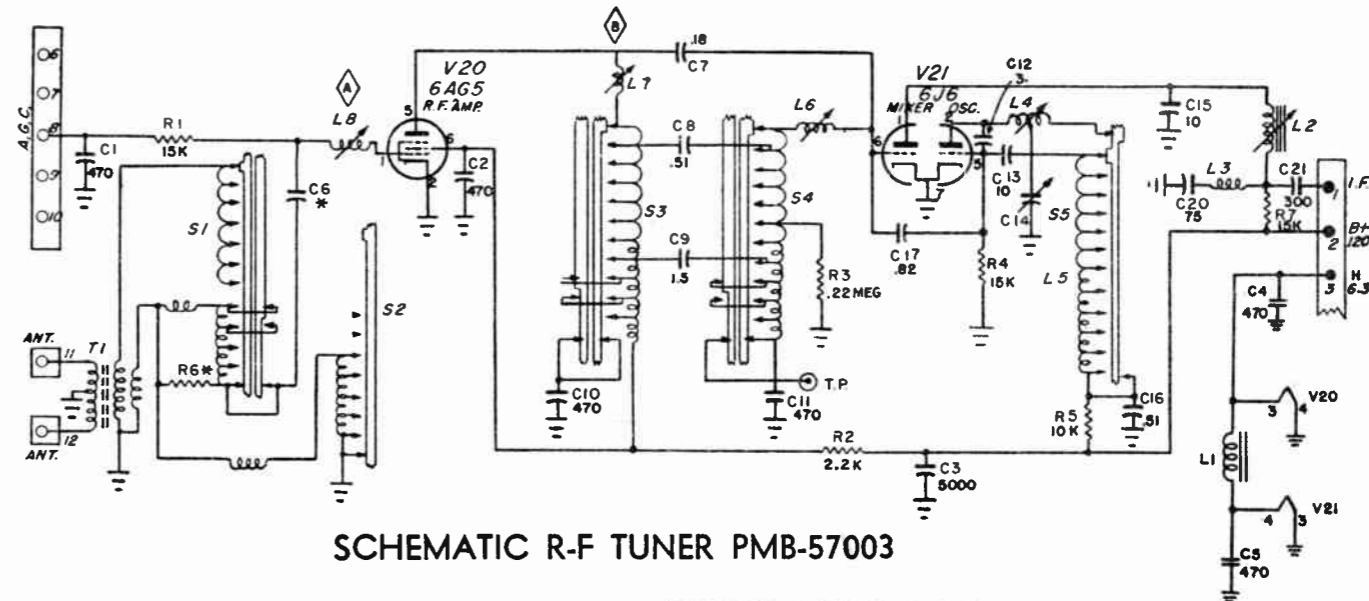 A.G.C.
6
7
8
9
10
C1
470
R1
15K
A
L8
C6
*
S1
S2
R6*
ANT.
11
T1
12
ANT.
V20
6AG5
R.F. AMP.
5
6
1
2
C2
470
B
L7
.18
C7
C8
.51
S3
C9
1.5
C10
470
L6
S4
R3
.22 MEG
T.P.
C11
470
R2
2.2K
C3
5000
V21
6J6
MIXER OSC.
1
2
6
5
7
C12
3.
L4
C13
10
C14
C17
.82
R4
15K
S5
L5
R5
10K
C16
.51
C15
10
L2
L3
C20
75
C21
300
R7
15K
1
I.F.
2
B+
120
3
H
6.3
C4
470
3
4
V20
L1
4
3
V21
C5
470
SCHEMATIC R-F TUNER PMB-57003